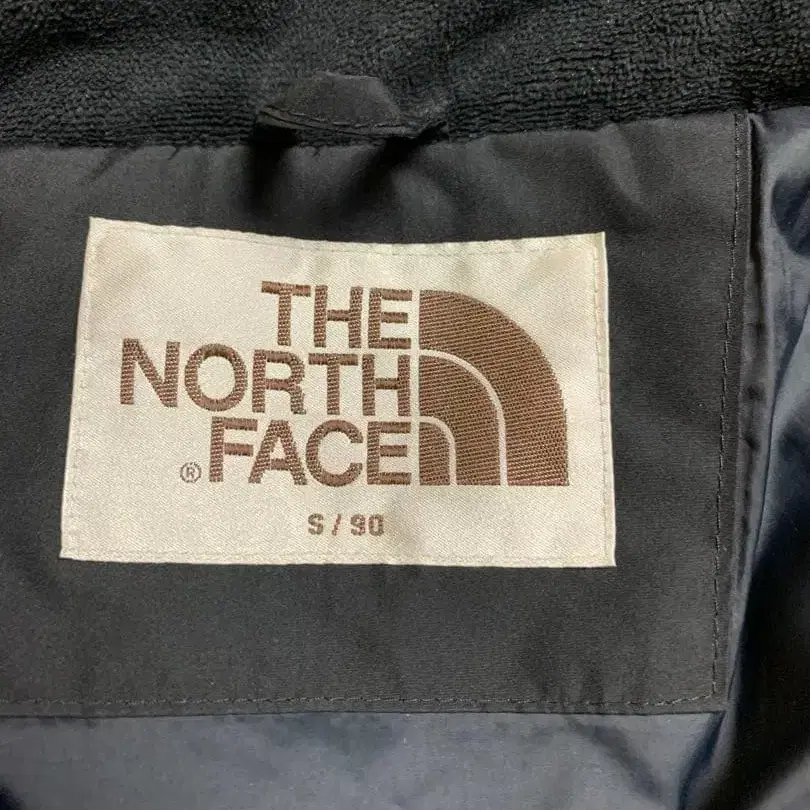 THE
NORTH
FACE
®
S / 90